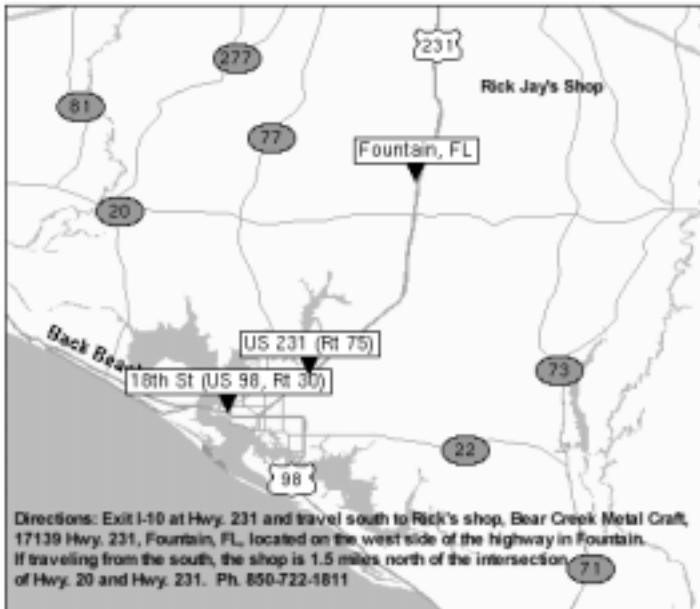 231
277
Rick Jay's Shop
81
77
Fountain, FL
20
Back Beach
US 231 (Rt 75)
18th St (US 98, Rt 30)
73
22
98
Directions: Exit I-10 at Hwy. 231 and travel south to Rick's shop, Bear Creek Metal Craft,
17139 Hwy. 231, Fountain, FL, located on the west side of the highway in Fountain.
If traveling from the south, the shop is 1.5 miles north of the intersection
of Hwy. 20 and Hwy. 231. Ph. 850-722-1811
71